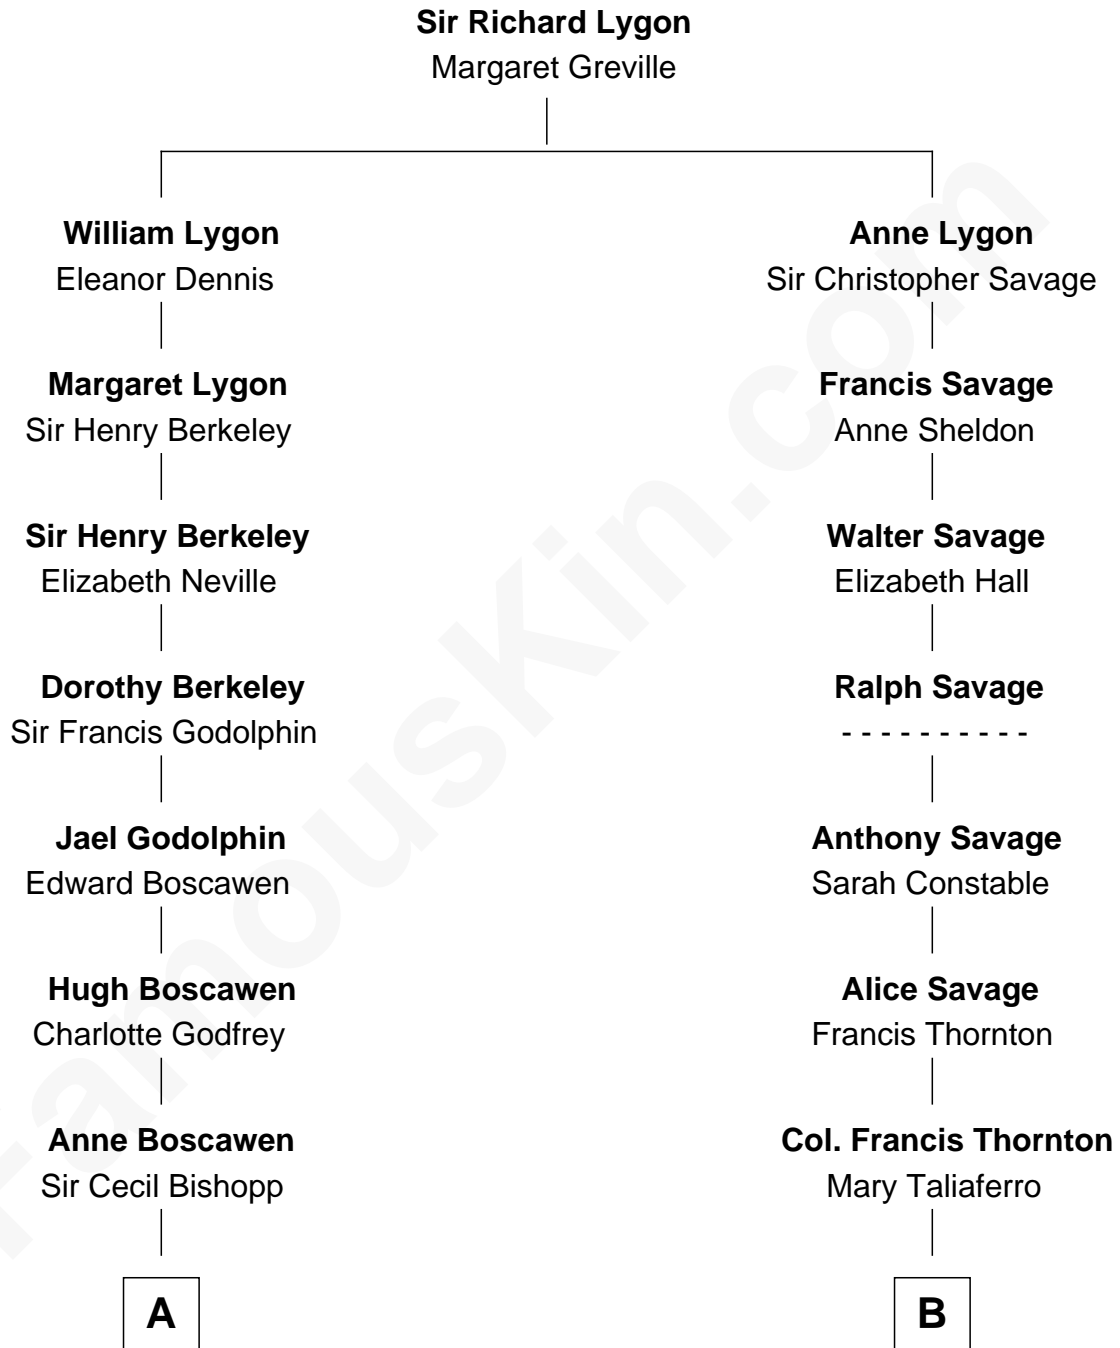 Sir Richard Lygon
Margaret Greville
William Lygon
Eleanor Dennis
Margaret Lygon
Sir Henry Berkeley
Sir Henry Berkeley
Elizabeth Neville
Dorothy Berkeley
Sir Francis Godolphin
Jael Godolphin
Edward Boscawen
Hugh Boscawen
Charlotte Godfrey
Anne Boscawen
Sir Cecil Bishopp
A
Anne Lygon
Sir Christopher Savage
Francis Savage
Anne Sheldon
Walter Savage
Elizabeth Hall
Ralph Savage
- - - - - - - - - -
Anthony Savage
Sarah Constable
Alice Savage
Francis Thornton
Col. Francis Thornton
Mary Taliaferro
B
FamousKin.com